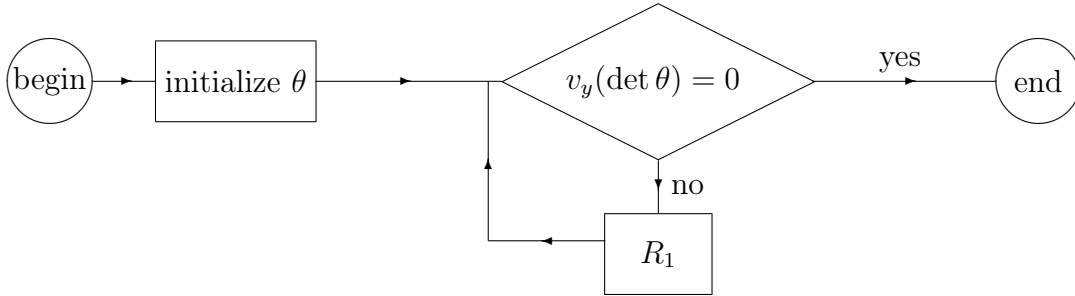 begin
initialize θ
v_y(det θ) = 0
yes
end
no
R_1